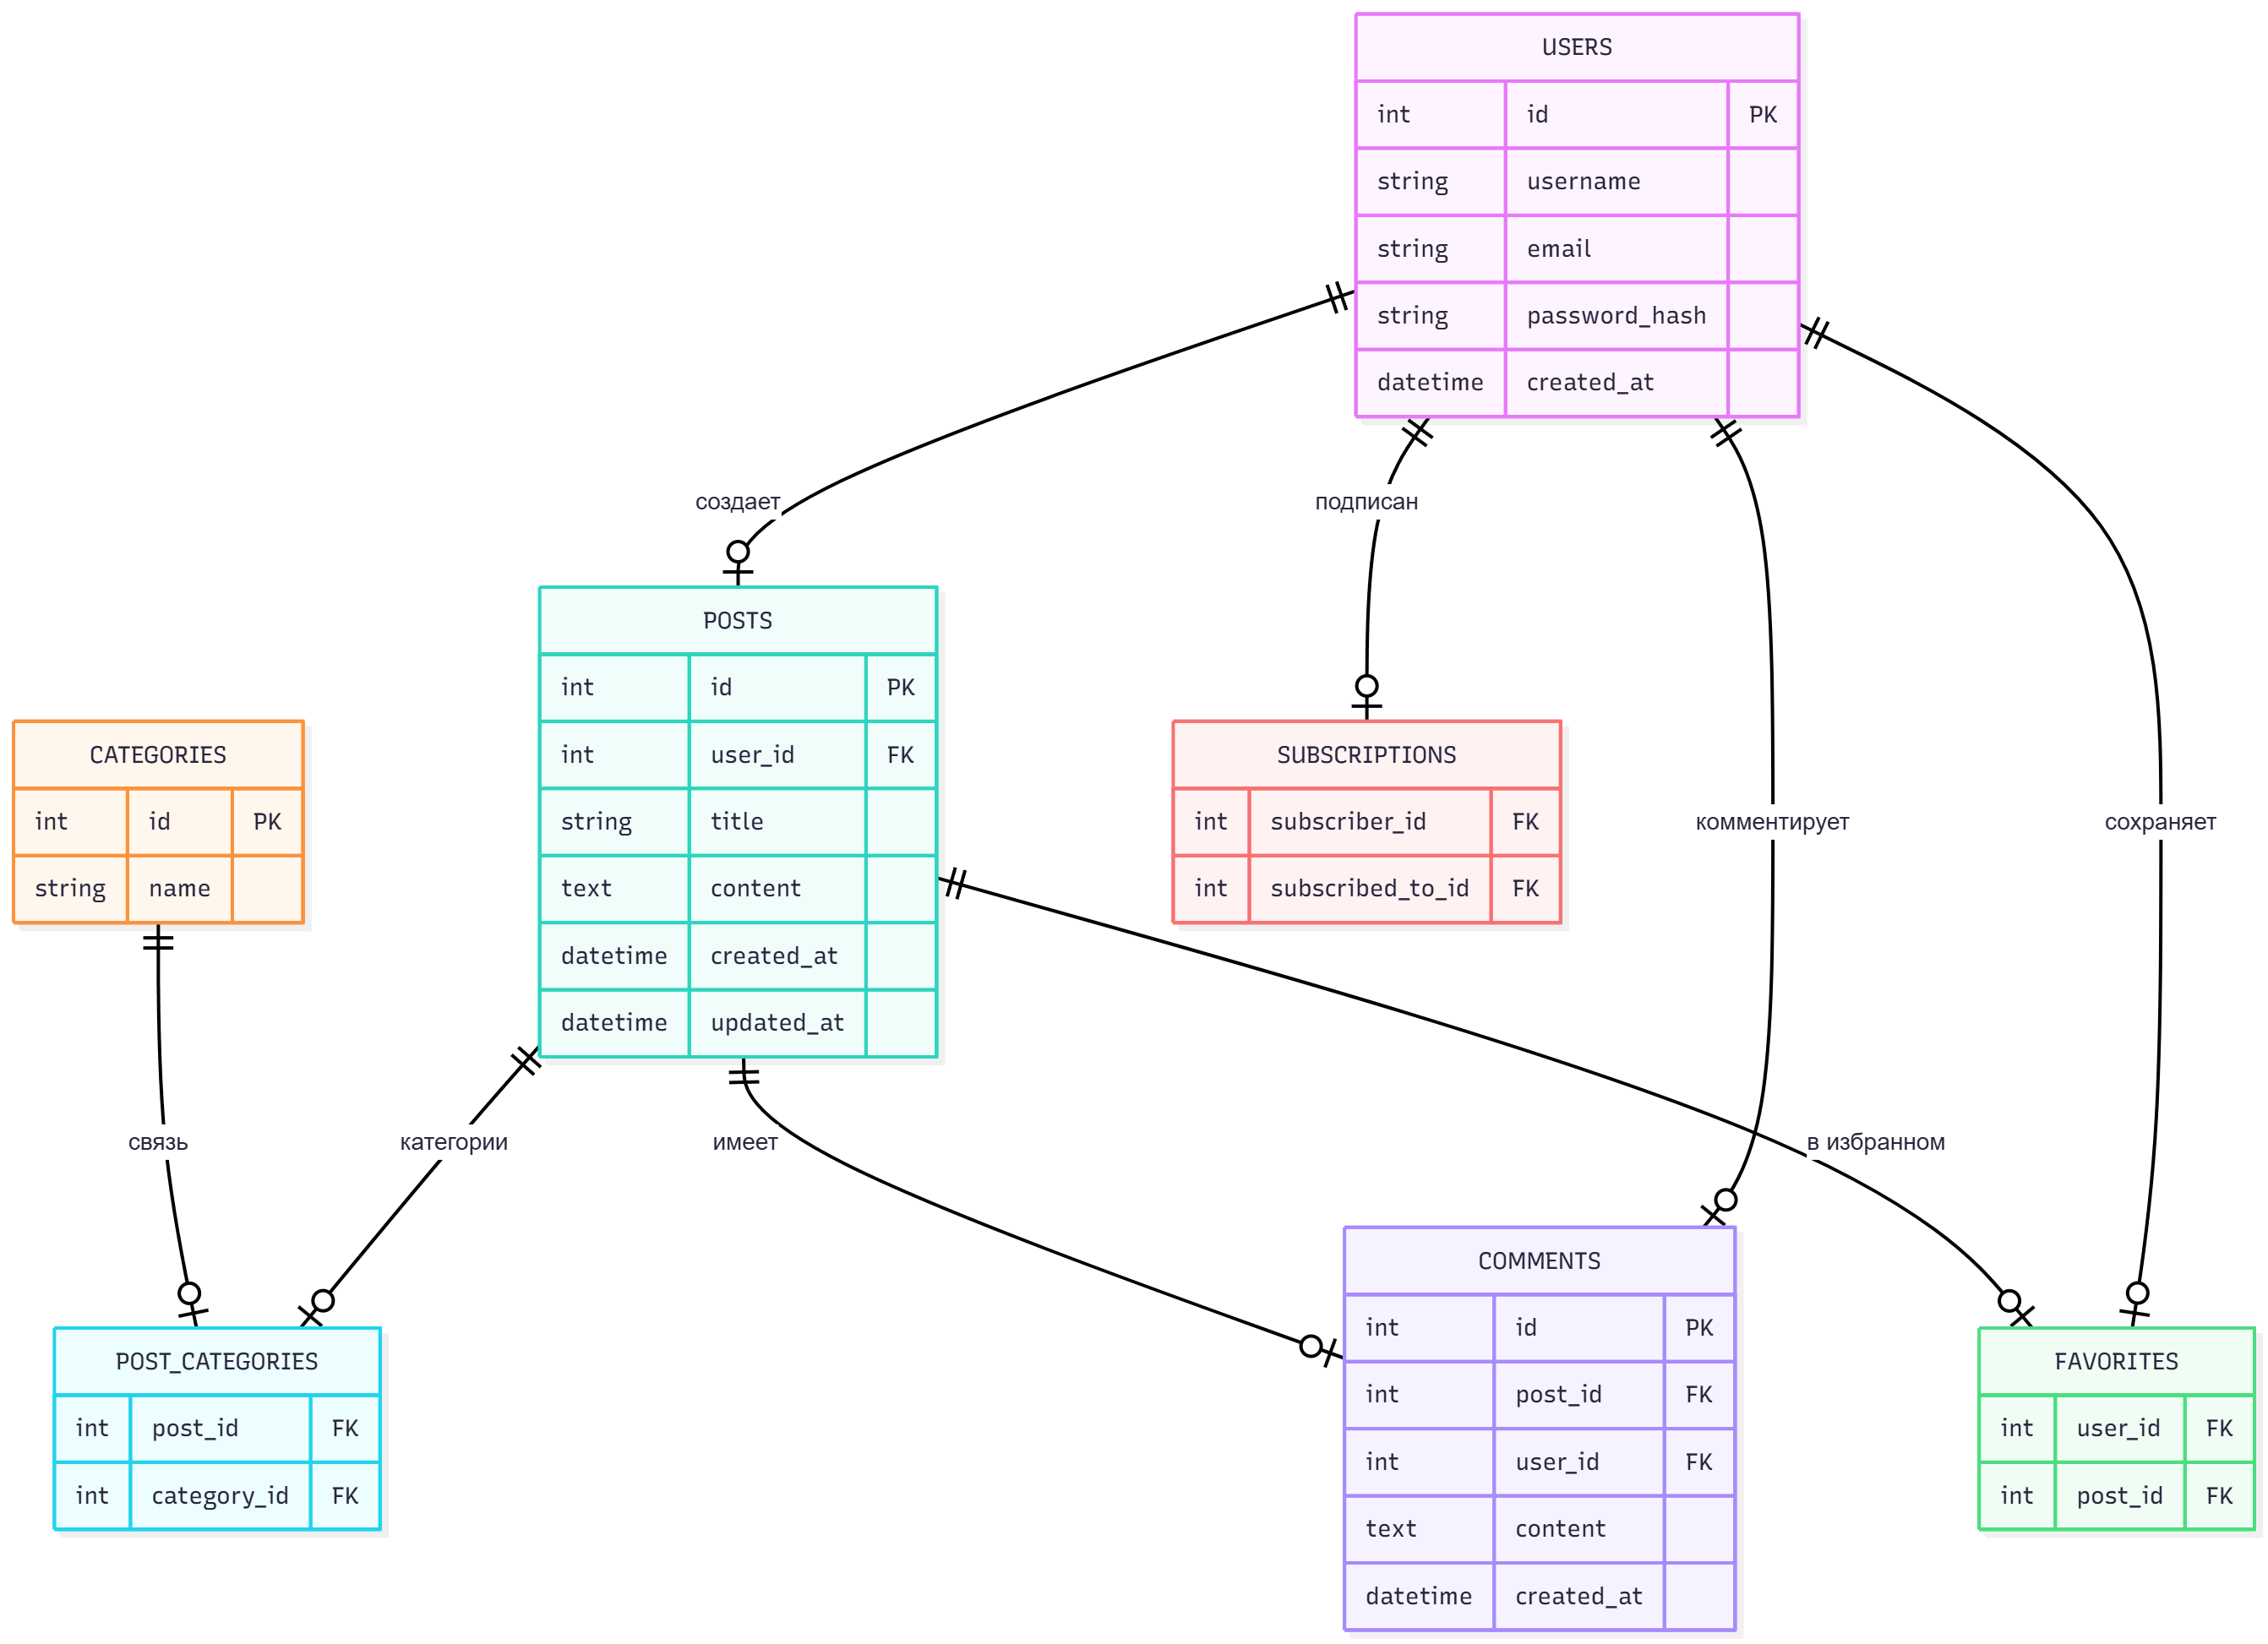 USERS
int id PK
string username
string email
string password_hash
datetime created_at
создает
подписан
POSTS
int id PK
int user_id FK
string title
text content
datetime created_at
datetime updated_at
CATEGORIES
int id PK
string name
SUBSCRIPTIONS
int subscriber_id FK
int subscribed_to_id FK
комментирует
сохраняет
связь
категории
имеет
в избранном
POST_CATEGORIES
int post_id FK
int category_id FK
COMMENTS
int id PK
int post_id FK
int user_id FK
text content
datetime created_at
FAVORITES
int user_id FK
int post_id FK